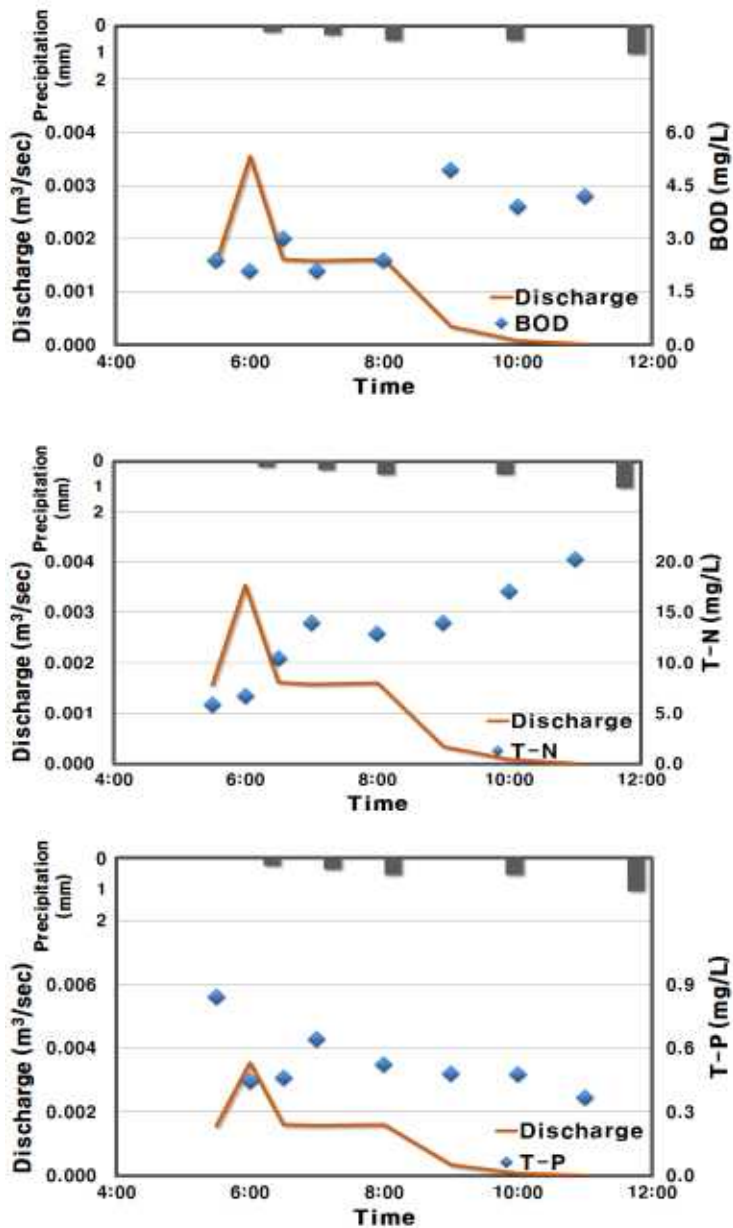 Precipitation
(mm)
0
1
2
Discharge (m³/sec)
0.004
0.003
0.002
0.001
0.000
BOD (mg/L)
6.0
4.5
3.0
1.5
0.0
Discharge
BOD
4:00 6:00 8:00 10:00 12:00
Time
Precipitation
(mm)
0
1
2
Discharge (m³/sec)
0.004
0.003
0.002
0.001
0.000
T-N (mg/L)
20.0
15.0
10.0
5.0
0.0
Discharge
T-N
4:00 6:00 8:00 10:00 12:00
Time
Precipitation
(mm)
0
1
2
Discharge (m³/sec)
0.006
0.004
0.002
0.000
T-P (mg/L)
0.9
0.6
0.3
0.0
Discharge
T-P
4:00 6:00 8:00 10:00 12:00
Time